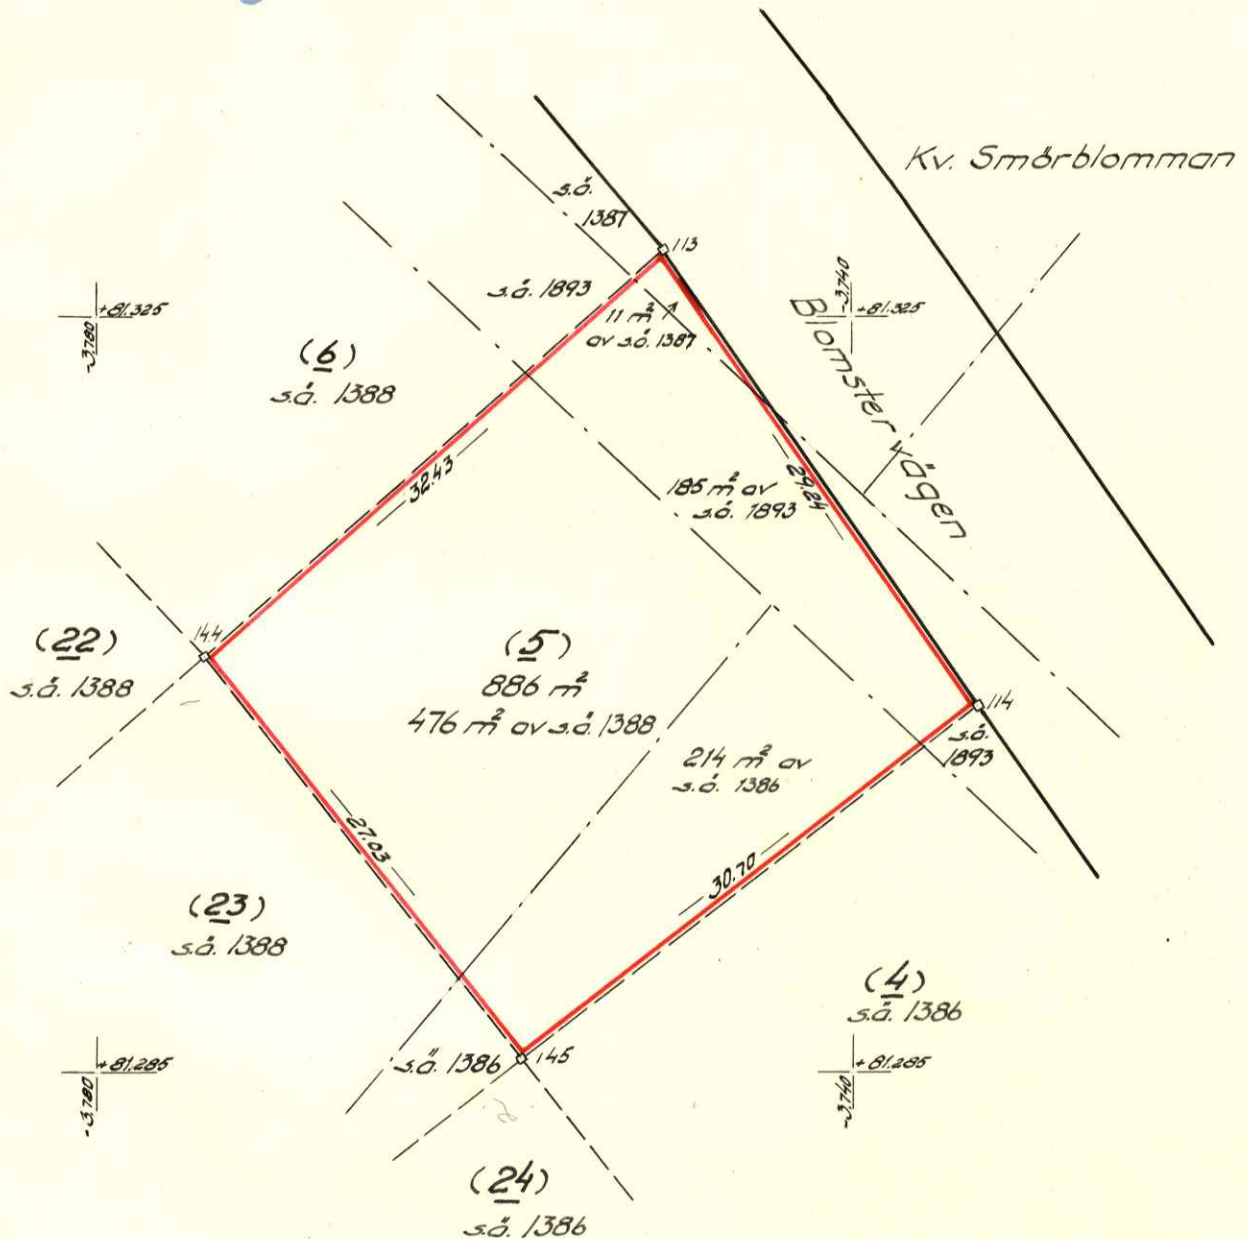 Kv. Smörblomman
s.ä.
1387
113
s.ä. 1893
11 m²
av s.ä. 1387
+81.325
-3.780
-3.740
+81.325
Blomstervägen
(6)
s.ä. 1388
32.43
29.24
185 m² av
s.ä. 1893
144
(22)
s.ä. 1388
(5)
886 m²
476 m² av s.ä. 1388
114
s.ä.
1893
214 m² av
s.ä. 1386
27.03
30.70
(23)
s.ä. 1388
(4)
s.ä. 1386
+81.285
-3.780
s.ä. 1386
145
+81.285
-3.740
(24)
s.ä. 1386